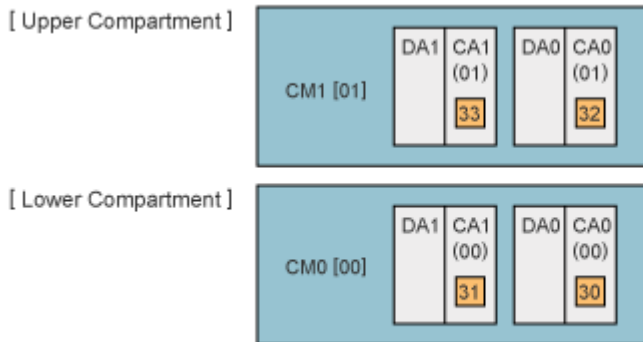 [ Upper Compartment ]
CM1 [01]
DA1 CA1 (01) 33
DA0 CA0 (01) 32
[ Lower Compartment ]
CM0 [00]
DA1 CA1 (00) 31
DA0 CA0 (00) 30